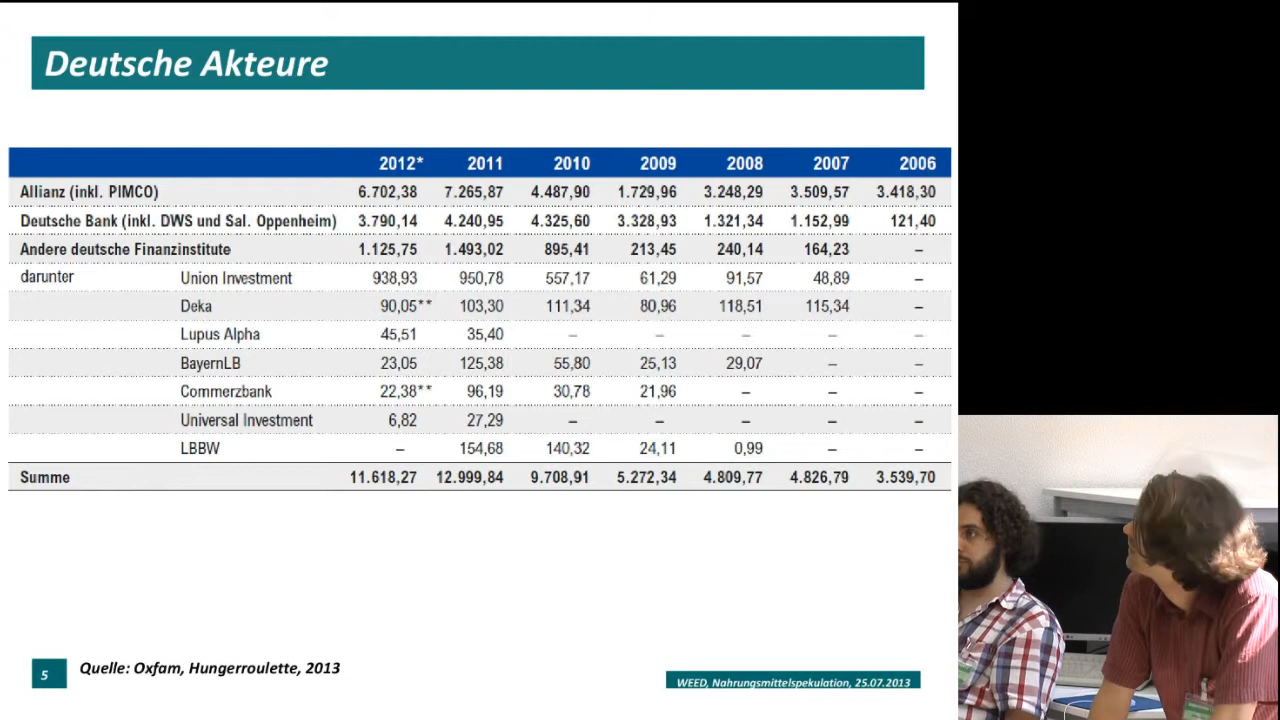 Deutsche Akteure
2012* 2011 2010 2009 2008 2007 2006
Allianz (inkl. PIMCO) 6.702,38 7.265,87 4.487,90 1.729,96 3.248,29 3.509,57 3.418,30
Deutsche Bank (inkl. DWS und Sal. Oppenheim) 3.790,14 4.240,95 4.325,60 3.328,93 1.321,34 1.152,99 121,40
Andere deutsche Finanzinstitute 1.125,75 1.493,02 895,41 213,45 240,14 164,23 –
darunter Union Investment 938,93 950,78 557,17 61,29 91,57 48,89 –
Deka 90,05** 103,30 111,34 80,96 118,51 115,34 –
Lupus Alpha 45,51 35,40 – – – – –
BayernLB 23,05 125,38 55,80 25,13 29,07 – –
Commerzbank 22,38** 96,19 30,78 21,96 – – –
Universal Investment 6,82 27,29 – – – – –
LBBW – 154,68 140,32 24,11 0,99 – –
Summe 11.618,27 12.999,84 9.708,91 5.272,34 4.809,77 4.826,79 3.539,70
5 Quelle: Oxfam, Hungerroulette, 2013
WEED, Nahrungsmittelspekulation, 25.07.2013